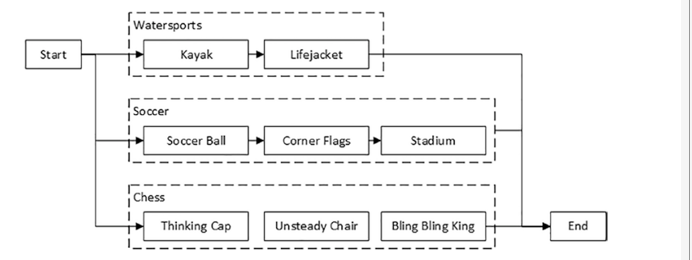 Watersports
Start
Kayak
Lifejacket
Soccer
Soccer Ball
Corner Flags
Stadium
Chess
Thinking Cap
Unsteady Chair
Bling Bling King
End